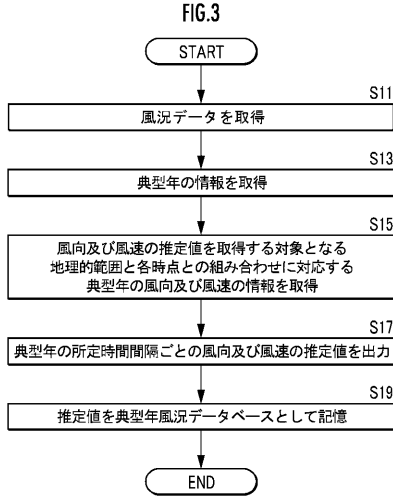 FIG.3
START
S11
風況データを取得
S13
典型年の情報を取得
S15
風向及び風速の推定値を取得する対象となる
地理的範囲と各時点との組み合わせに対応する
典型年の風向及び風速の情報を取得
S17
典型年の所定時間間隔ごとの風向及び風速の推定値を出力
S19
推定値を典型年風況データベースとして記憶
END